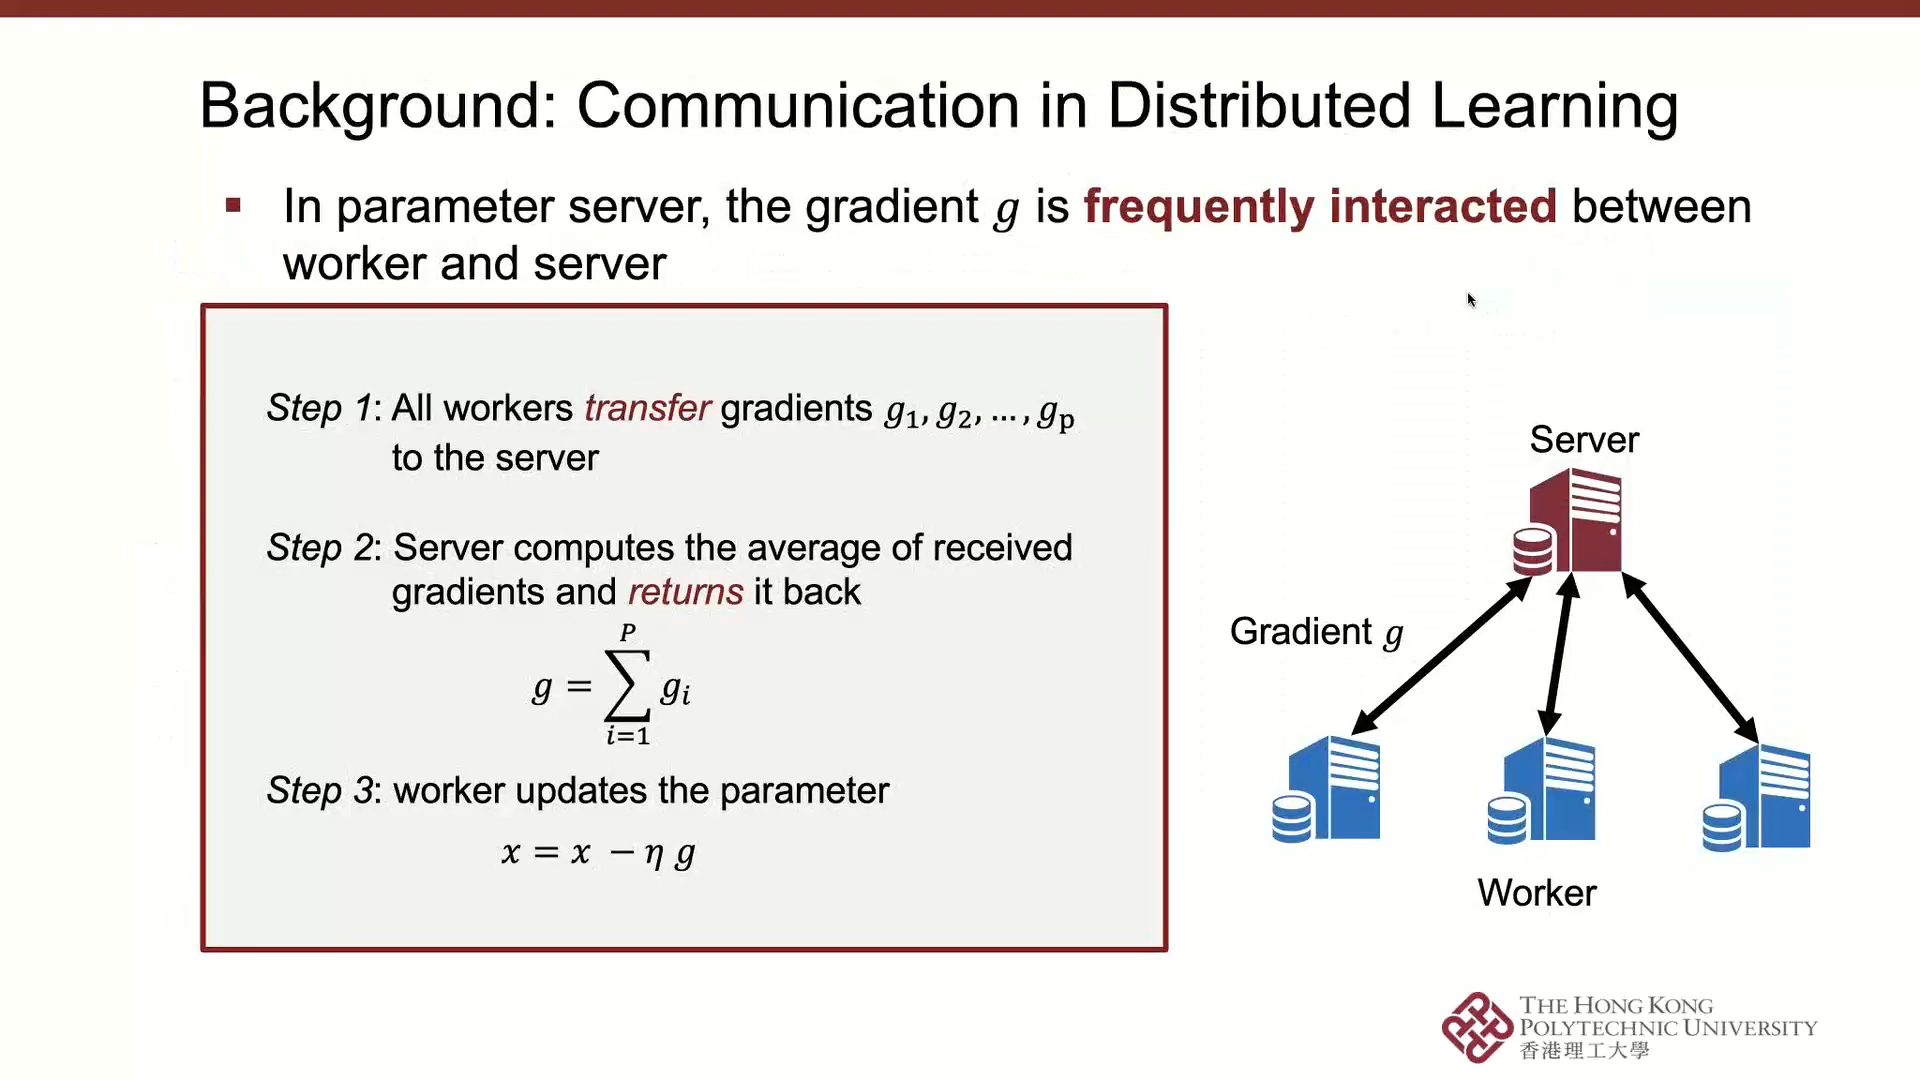 Background: Communication in Distributed Learning
▪ In parameter server, the gradient g is frequently interacted between
worker and server
Step 1: All workers transfer gradients g₁, g₂, ..., gₚ
to the server
Step 2: Server computes the average of received
gradients and returns it back
P
g = ∑ gᵢ
i=1
Step 3: worker updates the parameter
x = x − η g
Server
Gradient g
Worker
THE HONG KONG
POLYTECHNIC UNIVERSITY
香港理工大學